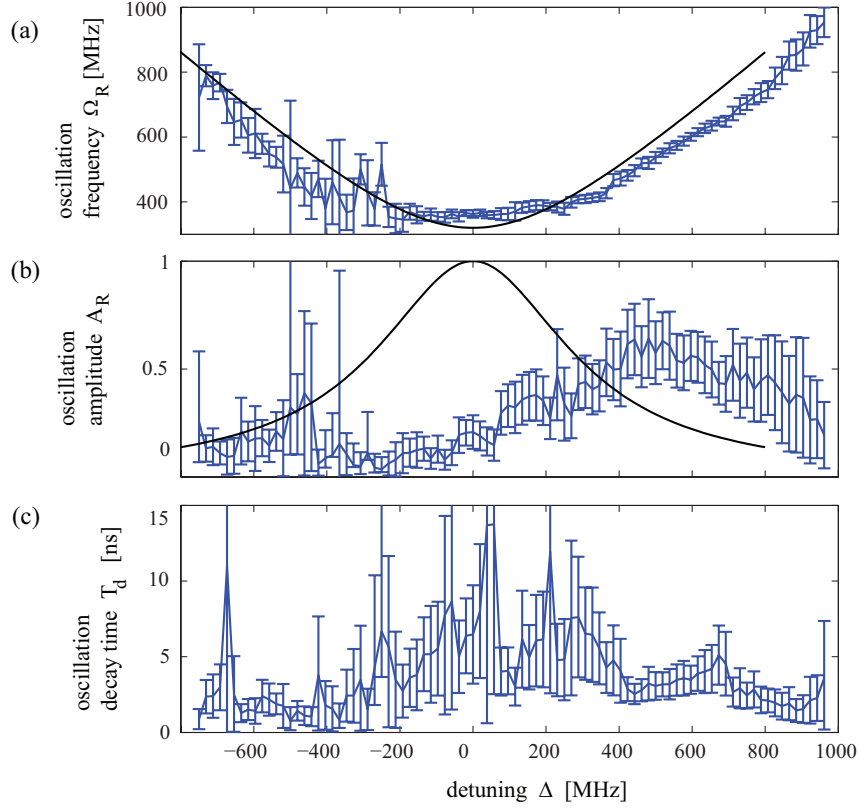 (a)
oscillation
frequency Ω_R [MHz]
1000
800
600
400
(b)
oscillation
amplitude A_R
1
0.5
0
(c)
oscillation
decay time T_d [ns]
15
10
5
0
−600 −400 −200 0 200 400 600 800 1000
detuning Δ [MHz]